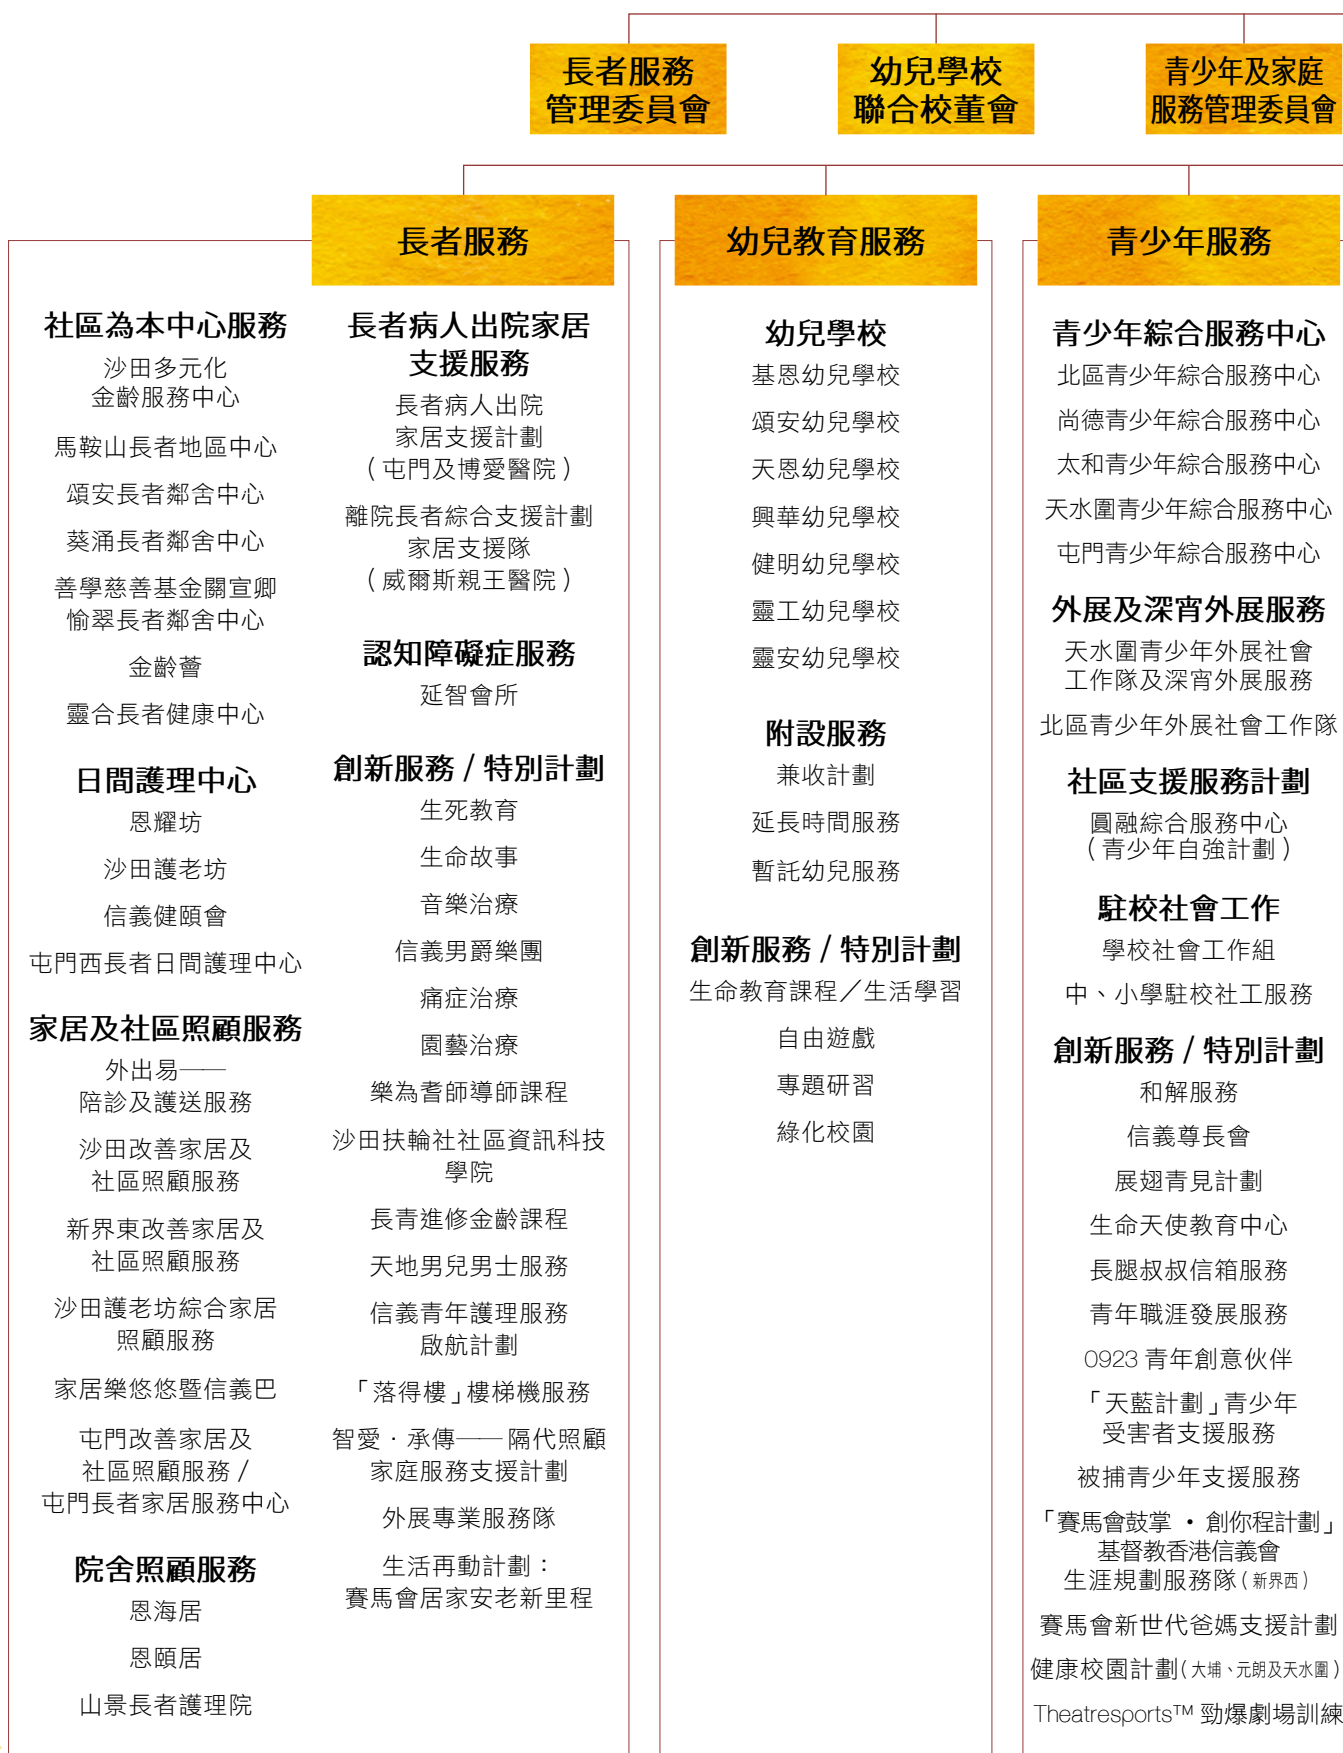 長者服務
管理委員會
幼兒學校
聯合校董會
青少年及家庭
服務管理委員會
長者服務
社區為本中心服務
沙田多元化
金齡服務中心
馬鞍山長者地區中心
頌安長者鄰舍中心
葵涌長者鄰舍中心
善學慈善基金關宣卿
愉翠長者鄰舍中心
金齡薈
靈合長者健康中心
日間護理中心
恩耀坊
沙田護老坊
信義健頤會
屯門西長者日間護理中心
家居及社區照顧服務
外出易——
陪診及護送服務
沙田改善家居及
社區照顧服務
新界東改善家居及
社區照顧服務
沙田護老坊綜合家居
照顧服務
家居樂悠悠暨信義巴
屯門改善家居及
社區照顧服務 /
屯門長者家居服務中心
院舍照顧服務
恩海居
恩頤居
山景長者護理院
長者病人出院家居
支援服務
長者病人出院
家居支援計劃
（屯門及博愛醫院）
離院長者綜合支援計劃
家居支援隊
（威爾斯親王醫院）
認知障礙症服務
延智會所
創新服務 / 特別計劃
生死教育
生命故事
音樂治療
信義男爵樂團
痛症治療
園藝治療
樂為耆師導師課程
沙田扶輪社社區資訊科技
學院
長青進修金齡課程
天地男兒男士服務
信義青年護理服務
啟航計劃
「落得樓」樓梯機服務
智愛．承傳——隔代照顧
家庭服務支援計劃
外展專業服務隊
生活再動計劃：
賽馬會居家安老新里程
幼兒教育服務
幼兒學校
基恩幼兒學校
頌安幼兒學校
天恩幼兒學校
興華幼兒學校
健明幼兒學校
靈工幼兒學校
靈安幼兒學校
附設服務
兼收計劃
延長時間服務
暫託幼兒服務
創新服務 / 特別計劃
生命教育課程／生活學習
自由遊戲
專題研習
綠化校園
青少年服務
青少年綜合服務中心
北區青少年綜合服務中心
尚德青少年綜合服務中心
太和青少年綜合服務中心
天水圍青少年綜合服務中心
屯門青少年綜合服務中心
外展及深宵外展服務
天水圍青少年外展社會
工作隊及深宵外展服務
北區青少年外展社會工作隊
社區支援服務計劃
圓融綜合服務中心
（青少年自強計劃）
駐校社會工作
學校社會工作組
中、小學駐校社工服務
創新服務 / 特別計劃
和解服務
信義尊長會
展翅青見計劃
生命天使教育中心
長腿叔叔信箱服務
青年職涯發展服務
0923 青年創意伙伴
「天藍計劃」青少年
受害者支援服務
被捕青少年支援服務
「賽馬會鼓掌 ‧ 創你程計劃」
基督教香港信義會
生涯規劃服務隊（新界西）
賽馬會新世代爸媽支援計劃
健康校園計劃（大埔、元朗及天水圍）
Theatresports™ 勁爆劇場訓練